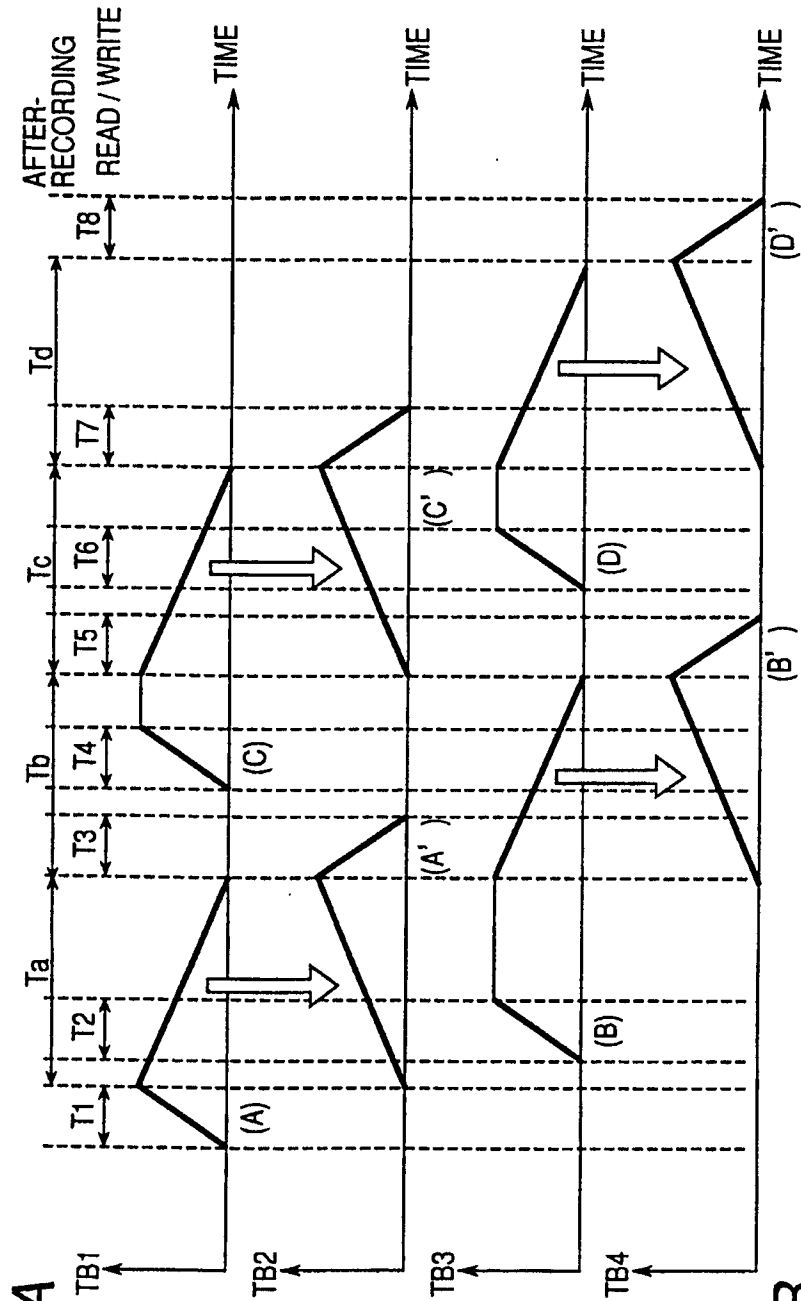 A
Ta Tb Tc Td AFTER-
RECORDING
T1 T2 T3 T4 T5 T6 T7 T8 READ / WRITE
TB1
TIME
(A) (C)
TB2
TIME
(A') (C')
TB3
TIME
(B) (D)
TB4
TIME
(B') (D')
B